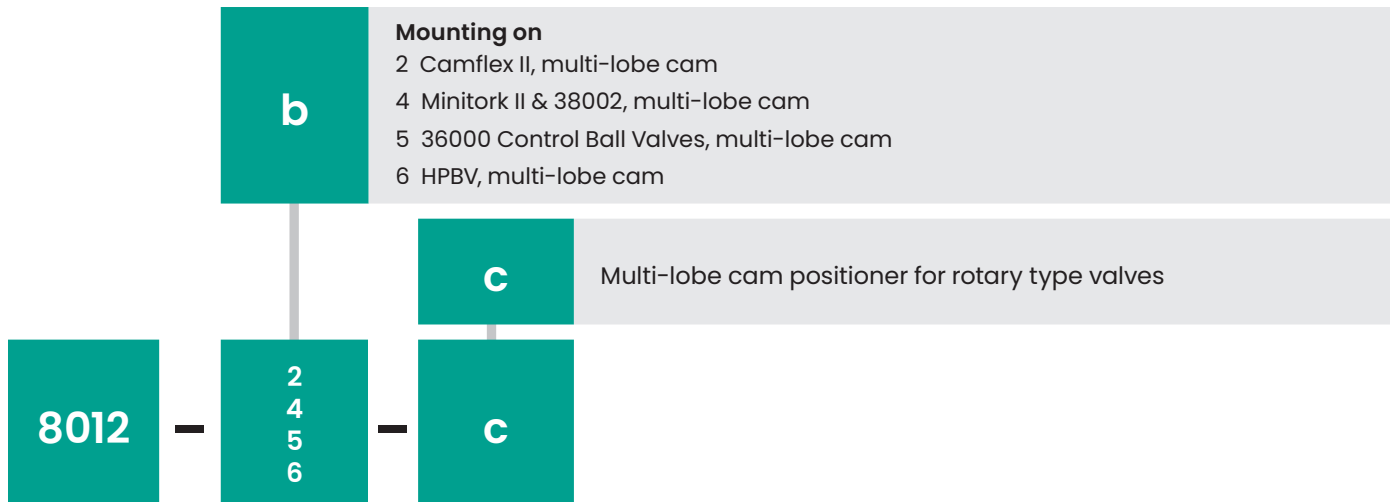 b
Mounting on
2 Camflex II, multi-lobe cam
4 Minitork II & 38002, multi-lobe cam
5 36000 Control Ball Valves, multi-lobe cam
6 HPBV, multi-lobe cam
c
Multi-lobe cam positioner for rotary type valves
8012 -
2
4
5
6
- c